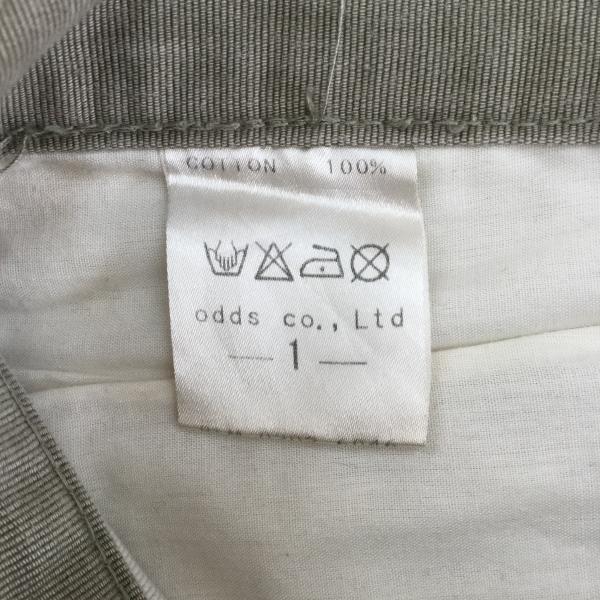 COTTON 100%
odds co., Ltd
— 1 —